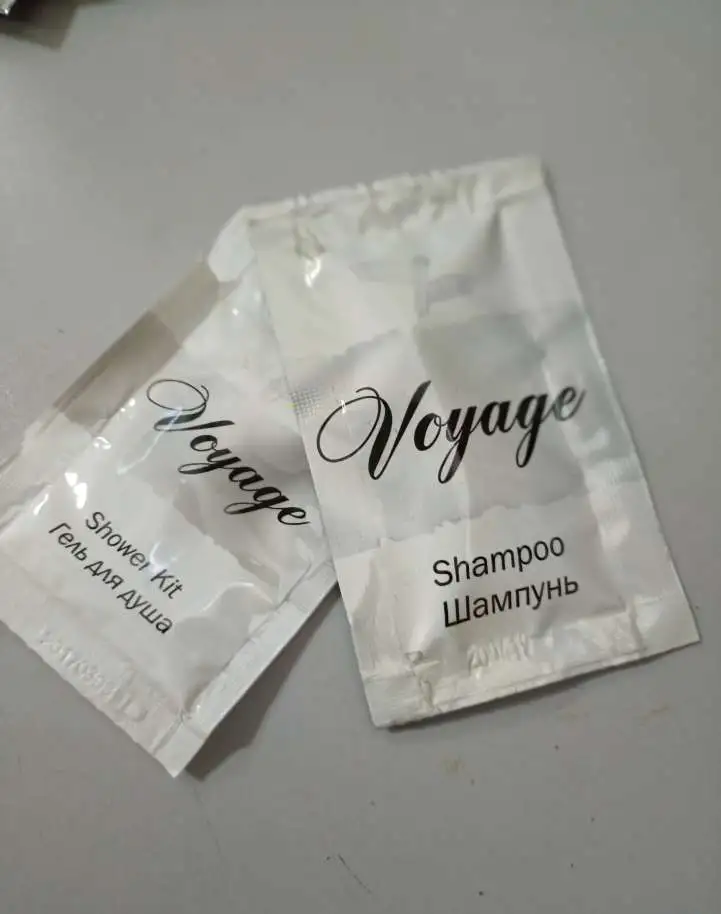 Voyage
Shower Kit
Гель для душа
Voyage
Shampoo
Шампунь